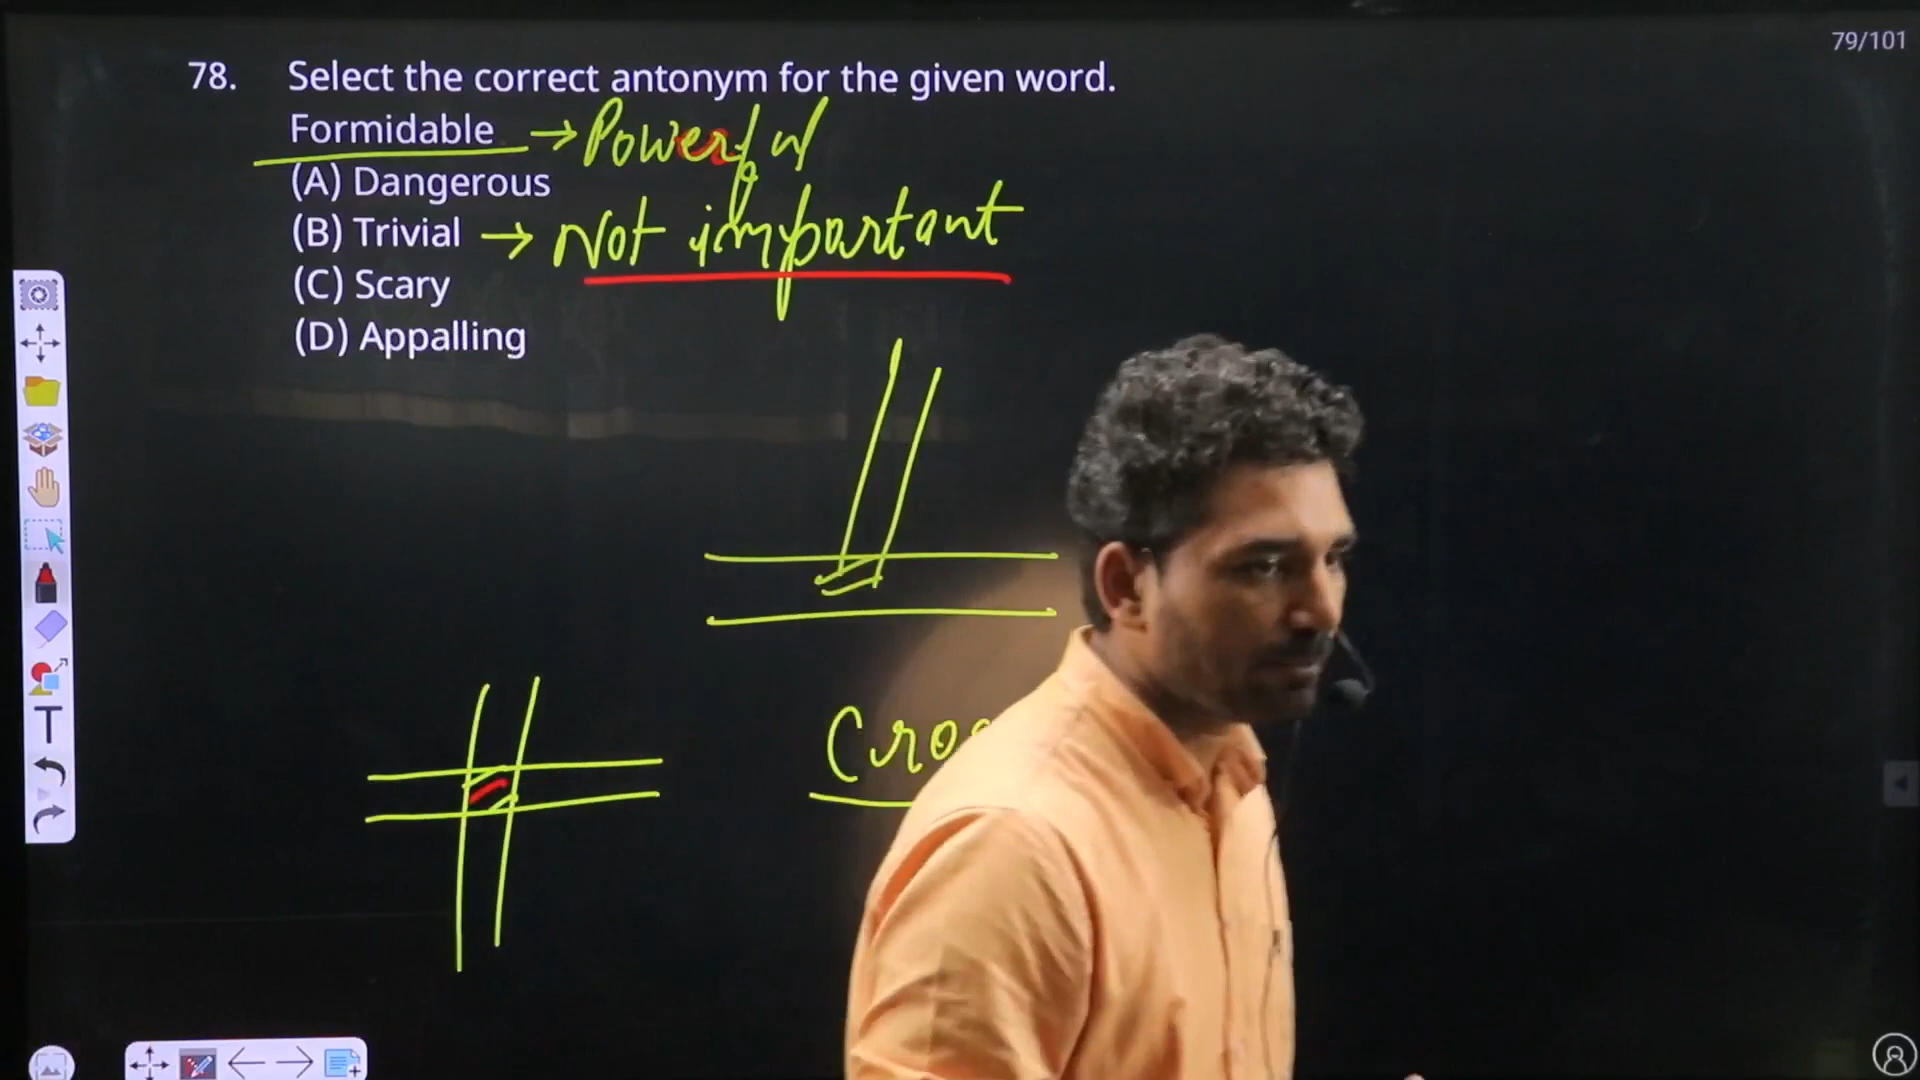 79/101
78. Select the correct antonym for the given word.
Formidable → Powerful
(A) Dangerous
(B) Trivial → Not important
(C) Scary
(D) Appalling
T